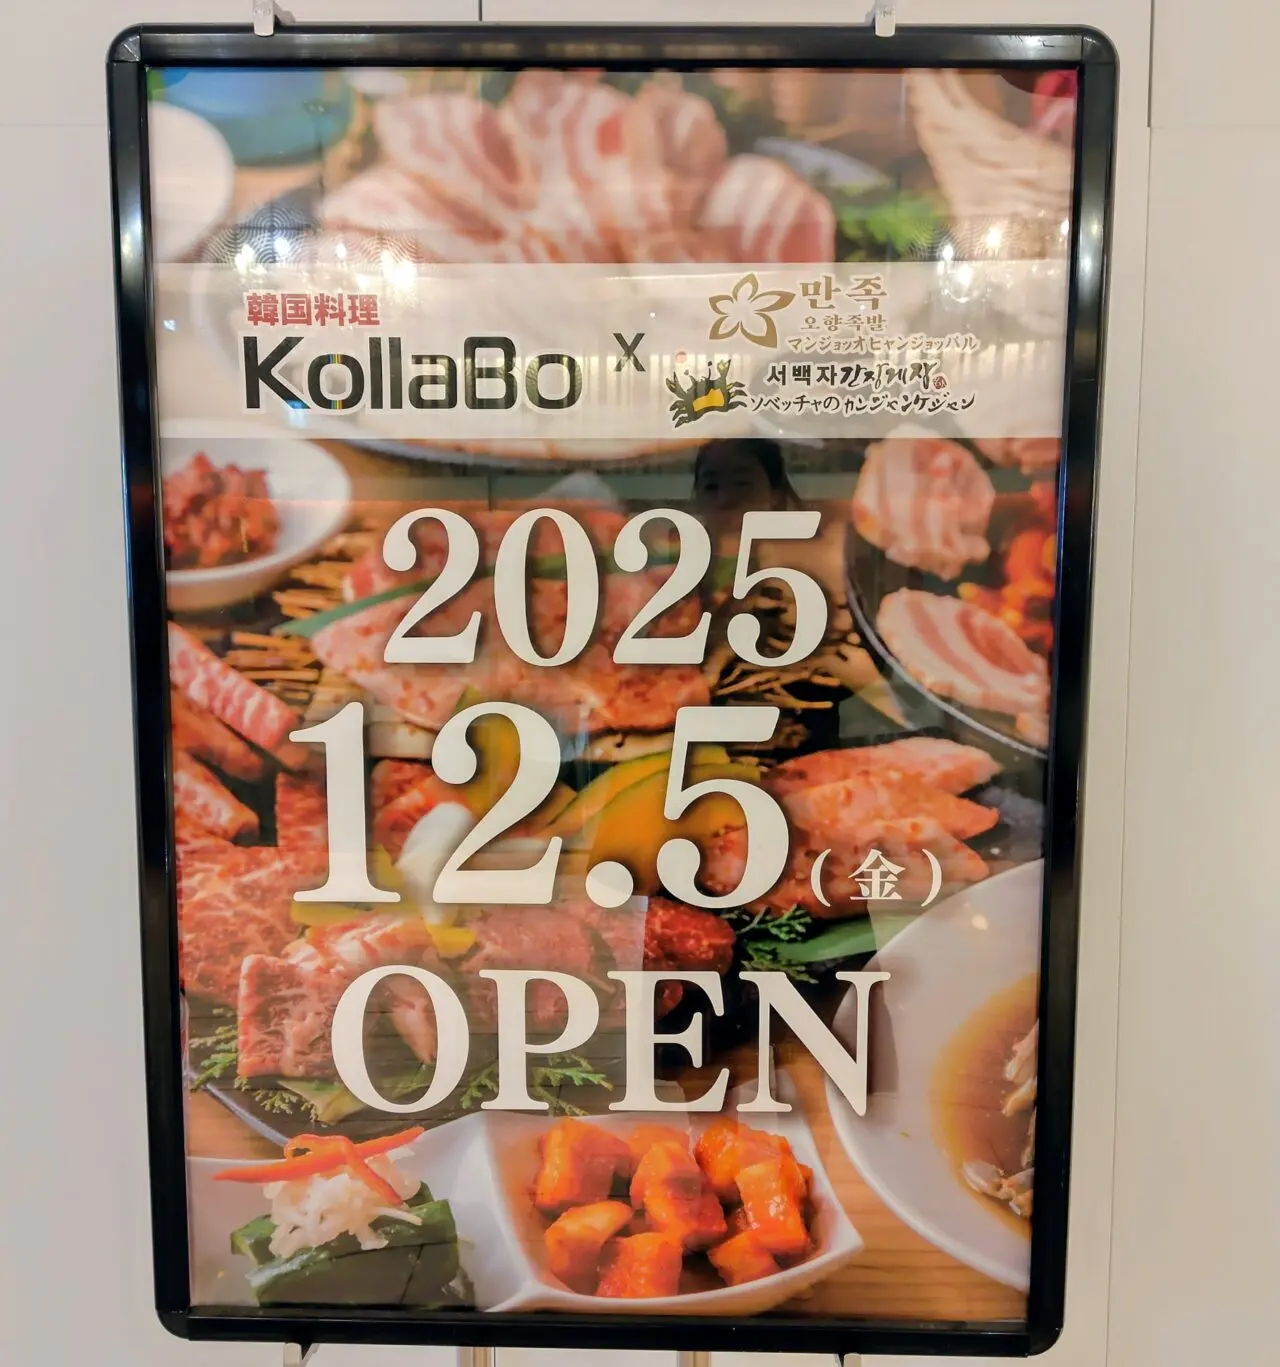 韓国料理
KollaBo
X
만족
오향족발
マンジョッオヒャンジョッパル
서백자간장게장
ソベッチャのカンジャンケジャン
2025
12.5(金)
OPEN